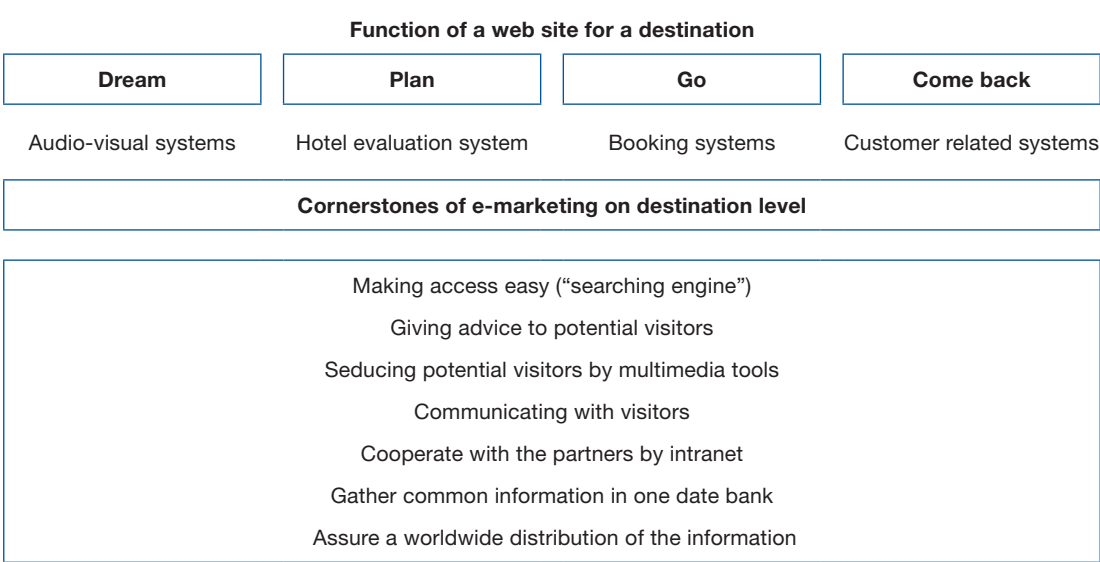 Function of a web site for a destination
Dream Plan Go Come back
Audio-visual systems Hotel evaluation system Booking systems Customer related systems
Cornerstones of e-marketing on destination level
Making access easy (“searching engine”)
Giving advice to potential visitors
Seducing potential visitors by multimedia tools
Communicating with visitors
Cooperate with the partners by intranet
Gather common information in one date bank
Assure a worldwide distribution of the information